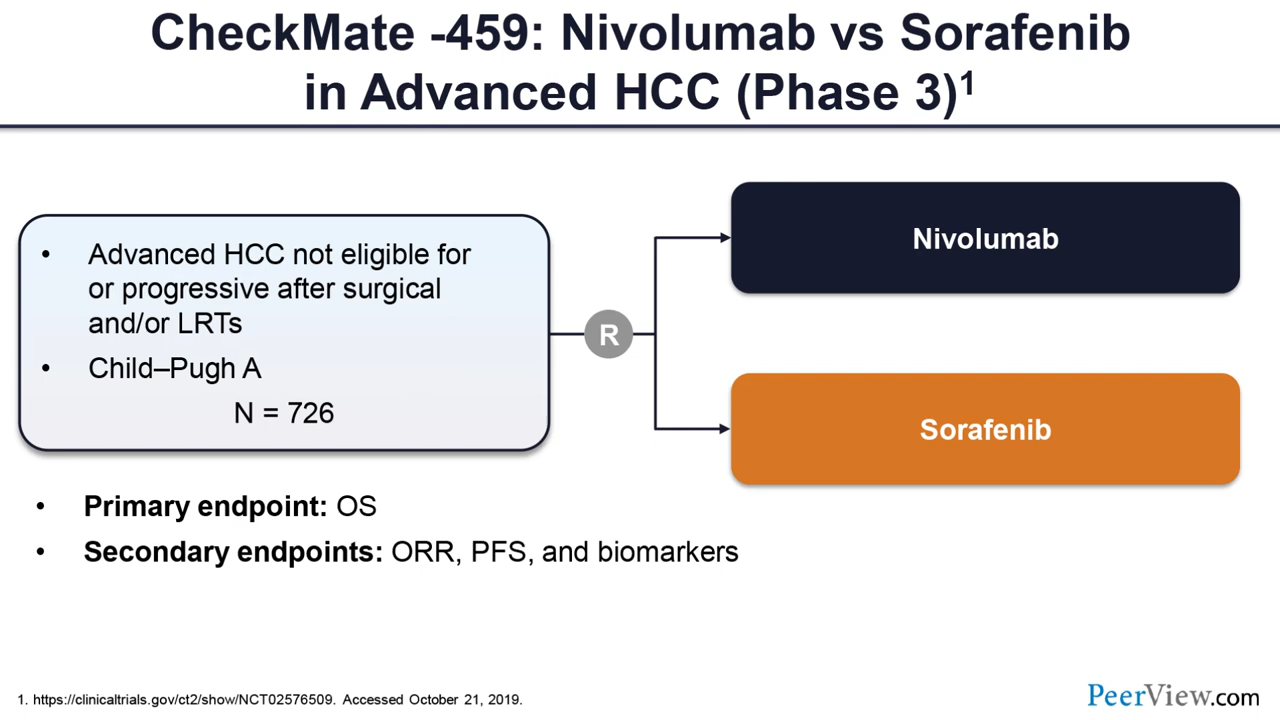 CheckMate -459: Nivolumab vs Sorafenib
in Advanced HCC (Phase 3)1
• Advanced HCC not eligible for
or progressive after surgical
and/or LRTs
• Child–Pugh A
N = 726
R
Nivolumab
Sorafenib
• Primary endpoint: OS
• Secondary endpoints: ORR, PFS, and biomarkers
1. https://clinicaltrials.gov/ct2/show/NCT02576509. Accessed October 21, 2019.
PeerView.com